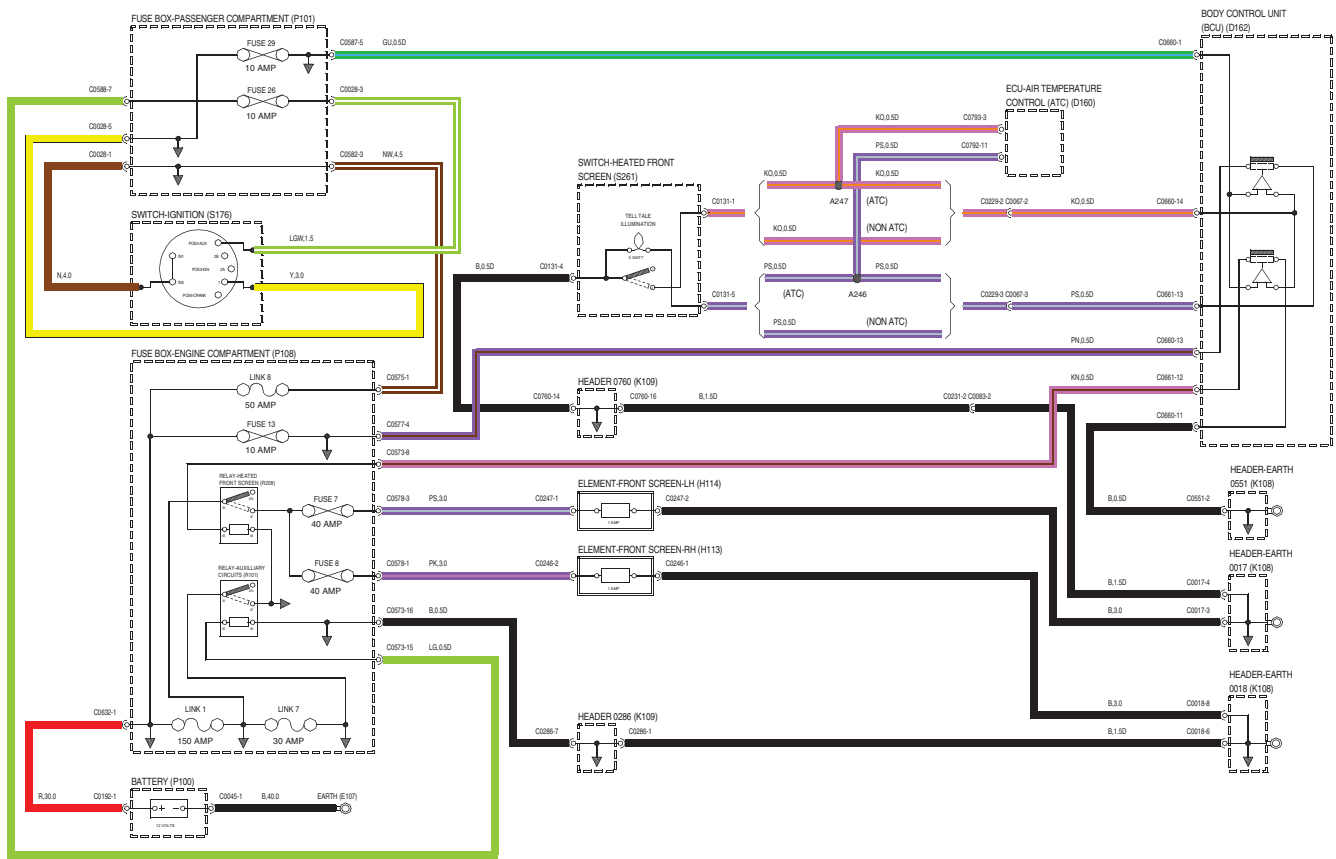 FUSE BOX-PASSENGER COMPARTMENT (P101)
FUSE 29
10 AMP
C0587-5 GU,0.5D
C0660-1
BODY CONTROL UNIT
(BCU) (D162)
C0588-7
FUSE 26
10 AMP
C0028-3
C0028-5
C0028-1
C0582-3 NW,4.5
ECU-AIR TEMPERATURE
CONTROL (ATC) (D160)
KO,0.5D C0793-3
PS,0.5D C0792-11
SWITCH-HEATED FRONT
SCREEN (S261)
TELL TALE
ILLUMINATION
C0131-1
KO,0.5D KO,0.5D
A247 (ATC)
(NON ATC)
KO,0.5D
C0229-2 C0067-2 KO,0.5D C0660-14
SWITCH-IGNITION (S176)
LGW,1.5
N,4.0
Y,3.0
B,0.5D C0131-4
C0131-5
PS,0.5D PS,0.5D
(ATC) A246
PS,0.5D (NON ATC)
C0229-3 C0067-3 PS,0.5D C0661-13
PN,0.5D C0660-13
KN,0.5D C0661-12
C0660-11
FUSE BOX-ENGINE COMPARTMENT (P108)
LINK 8
50 AMP
C0575-1
FUSE 13
10 AMP
C0577-4
C0573-8
HEADER 0760 (K109)
C0760-14 C0760-16 B,1.5D C0231-2 C0083-2
RELAY-HEATED
FRONT SCREEN (R208)
FUSE 7
40 AMP
C0578-3 PS,3.0 C0247-1
ELEMENT-FRONT SCREEN-LH (H114)
C0247-2
HEADER-EARTH
0551 (K108)
B,0.5D C0551-2
RELAY-AUXILLIARY
CIRCUITS (R101)
FUSE 8
40 AMP
C0578-1 PK,3.0 C0246-2
ELEMENT-FRONT SCREEN-RH (H113)
C0246-1
HEADER-EARTH
0017 (K108)
B,1.5D C0017-4
B,3.0 C0017-3
C0573-16 B,0.5D
C0573-15 LG,0.5D
C0632-1
LINK 1
150 AMP
LINK 7
30 AMP
HEADER 0286 (K109)
C0286-7 C0286-1
HEADER-EARTH
0018 (K108)
B,3.0 C0018-8
B,1.5D C0018-6
BATTERY (P100)
R,30.0 C0192-1
12 VOLTS
C0045-1 B,40.0 EARTH (E107)